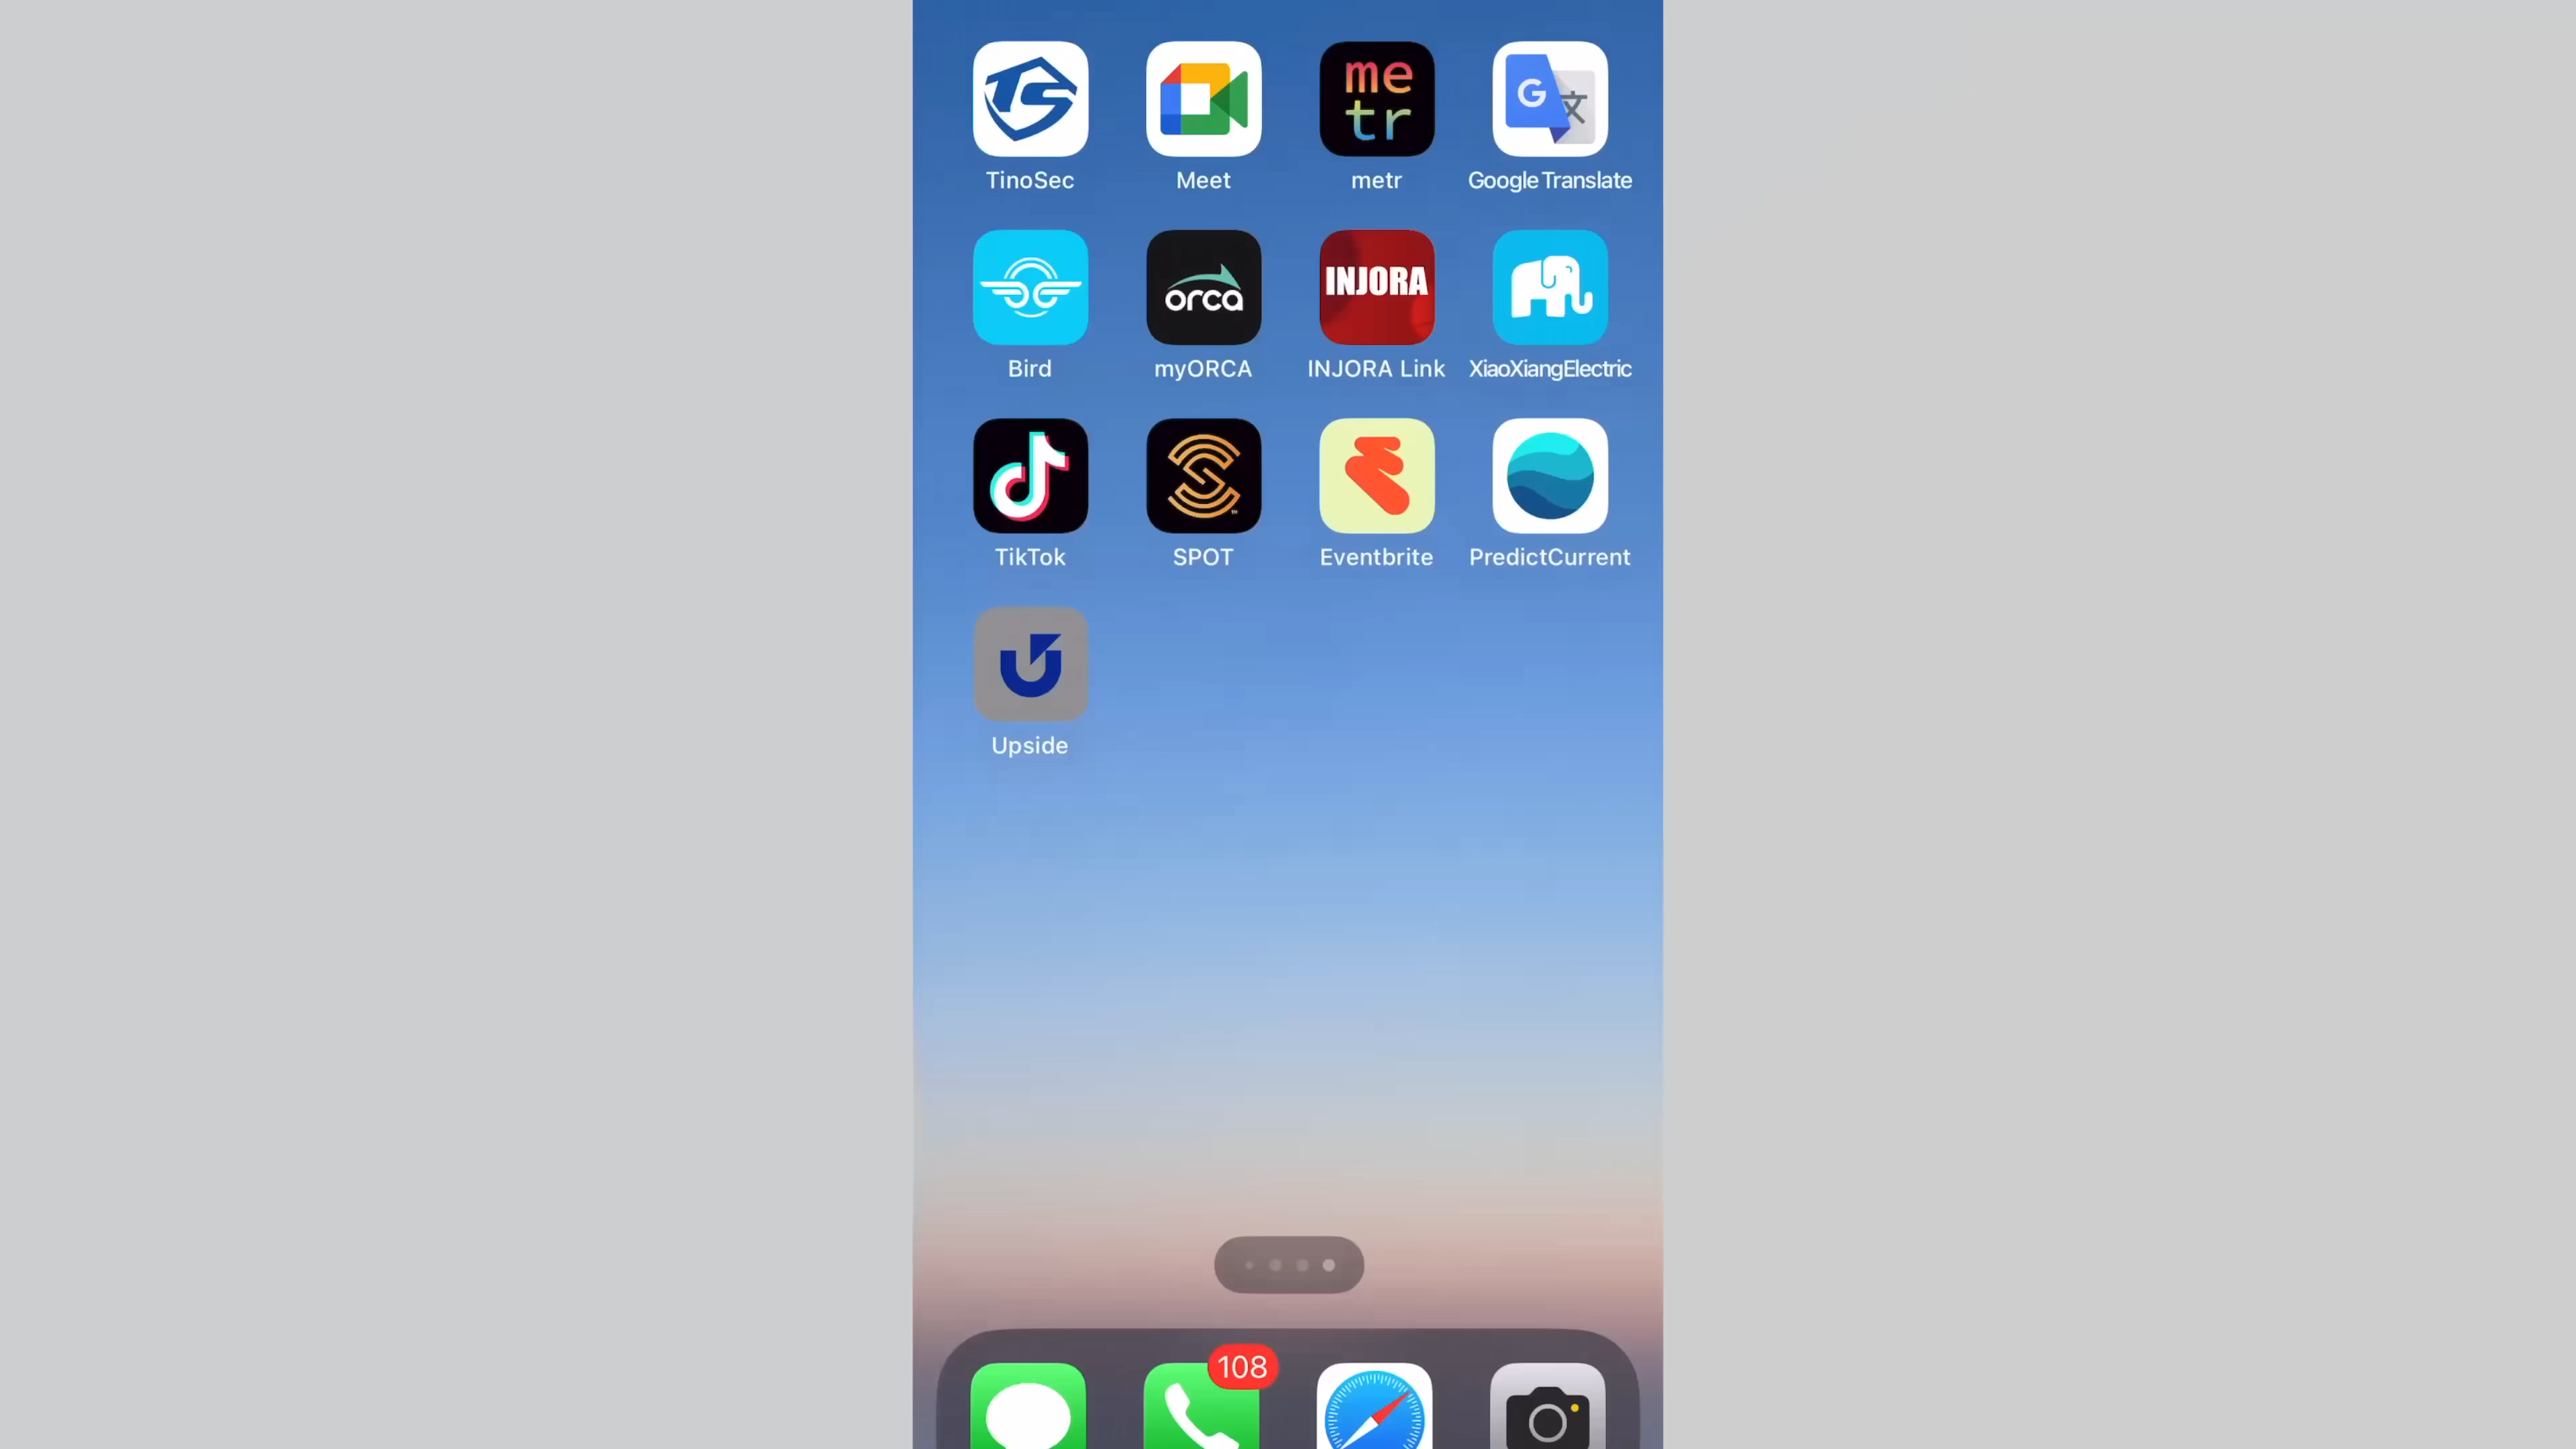 TS
me
tr
G 文
TinoSec Meet metr Google Translate
orca INJORA
Bird myORCA INJORA Link XiaoXiangElectric
S
TikTok SPOT Eventbrite PredictCurrent
Upside
108